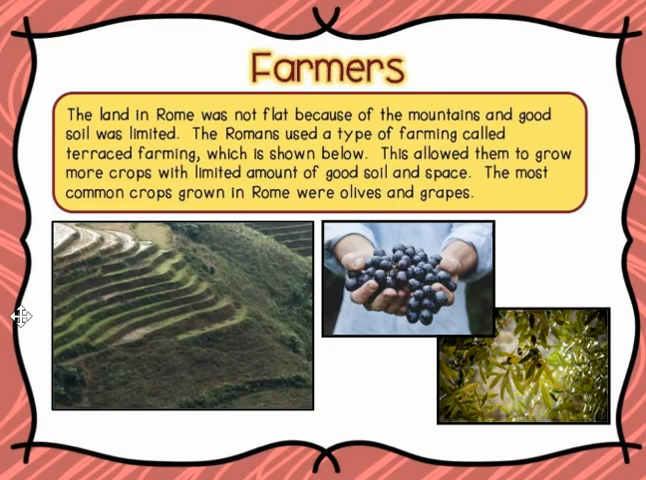 Farmers
The land in Rome was not flat because of the mountains and good
soil was limited. The Romans used a type of farming called
terraced farming, which is shown below. This allowed them to grow
more crops with limited amount of good soil and space. The most
common crops grown in Rome were olives and grapes.